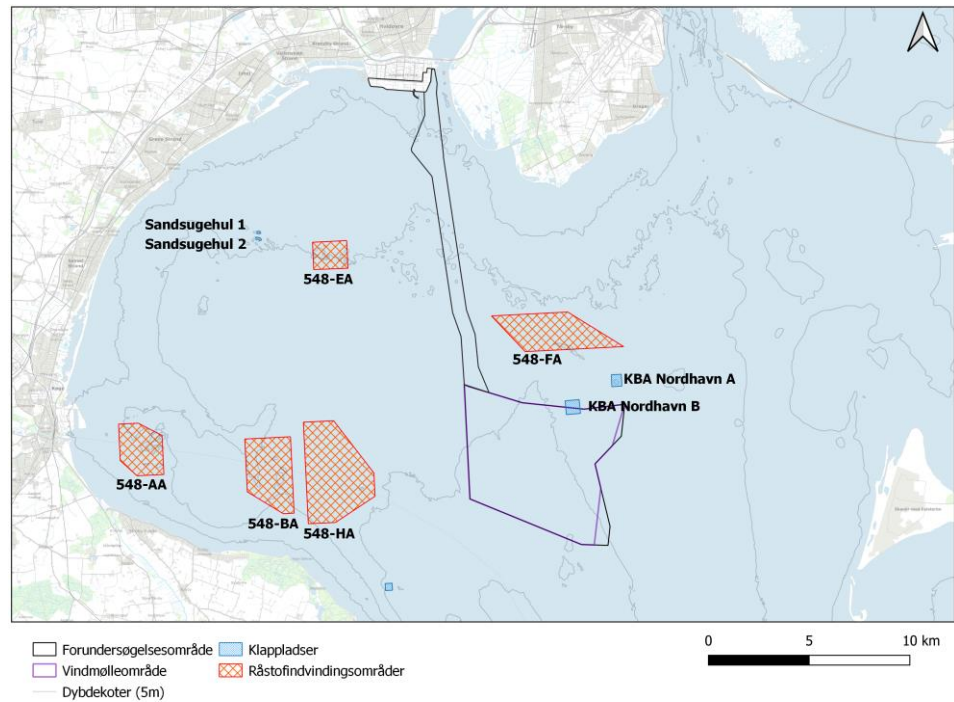 Sandsugehul 1
Sandsugehul 2
548-EA
548-FA
KBA Nordhavn A
KBA Nordhavn B
548-AA
548-BA
548-HA
Forundersøgelsesområde
Klappladser
Vindmølleområde
Råstofindvindingsområder
Dybdekoter (5m)
0 5 10 km